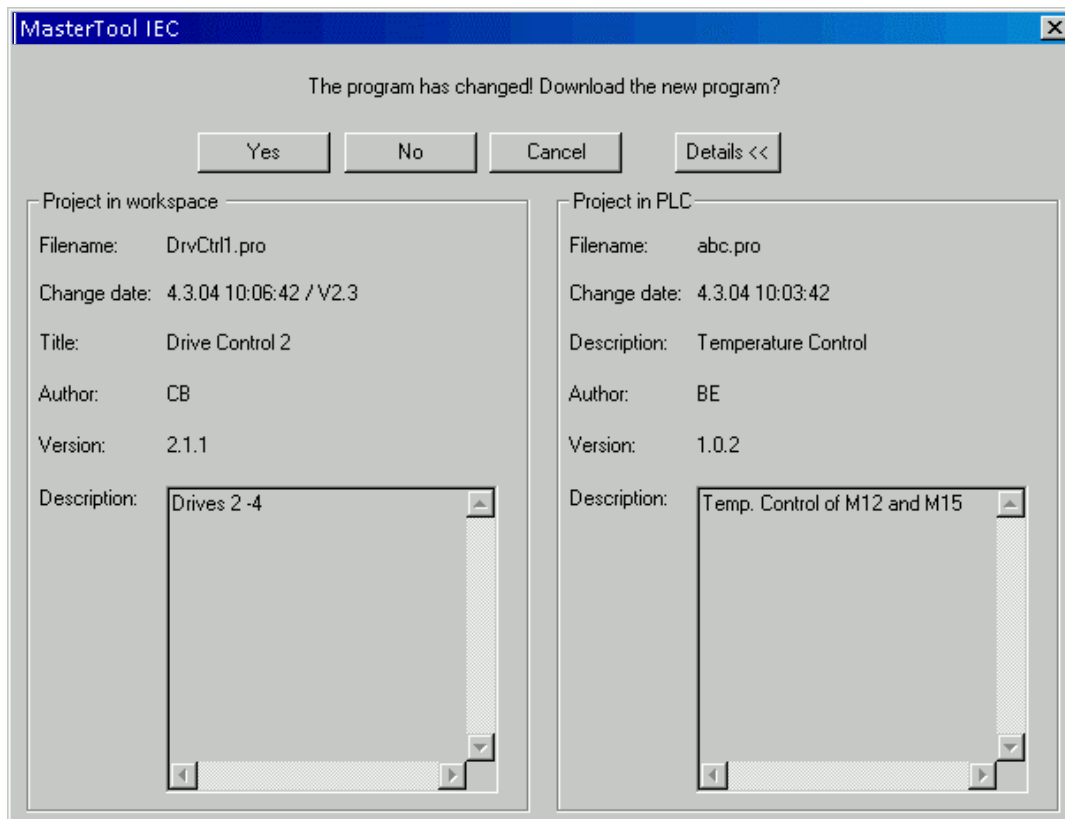 MasterTool IEC
The program has changed! Download the new program?
Yes No Cancel Details <<
Project in workspace
Filename: DrvCtrl1.pro
Change date: 4.3.04 10:06:42 / V2.3
Title: Drive Control 2
Author: CB
Version: 2.1.1
Description: Drives 2 -4
Project in PLC
Filename: abc.pro
Change date: 4.3.04 10:03:42
Description: Temperature Control
Author: BE
Version: 1.0.2
Description: Temp. Control of M12 and M15